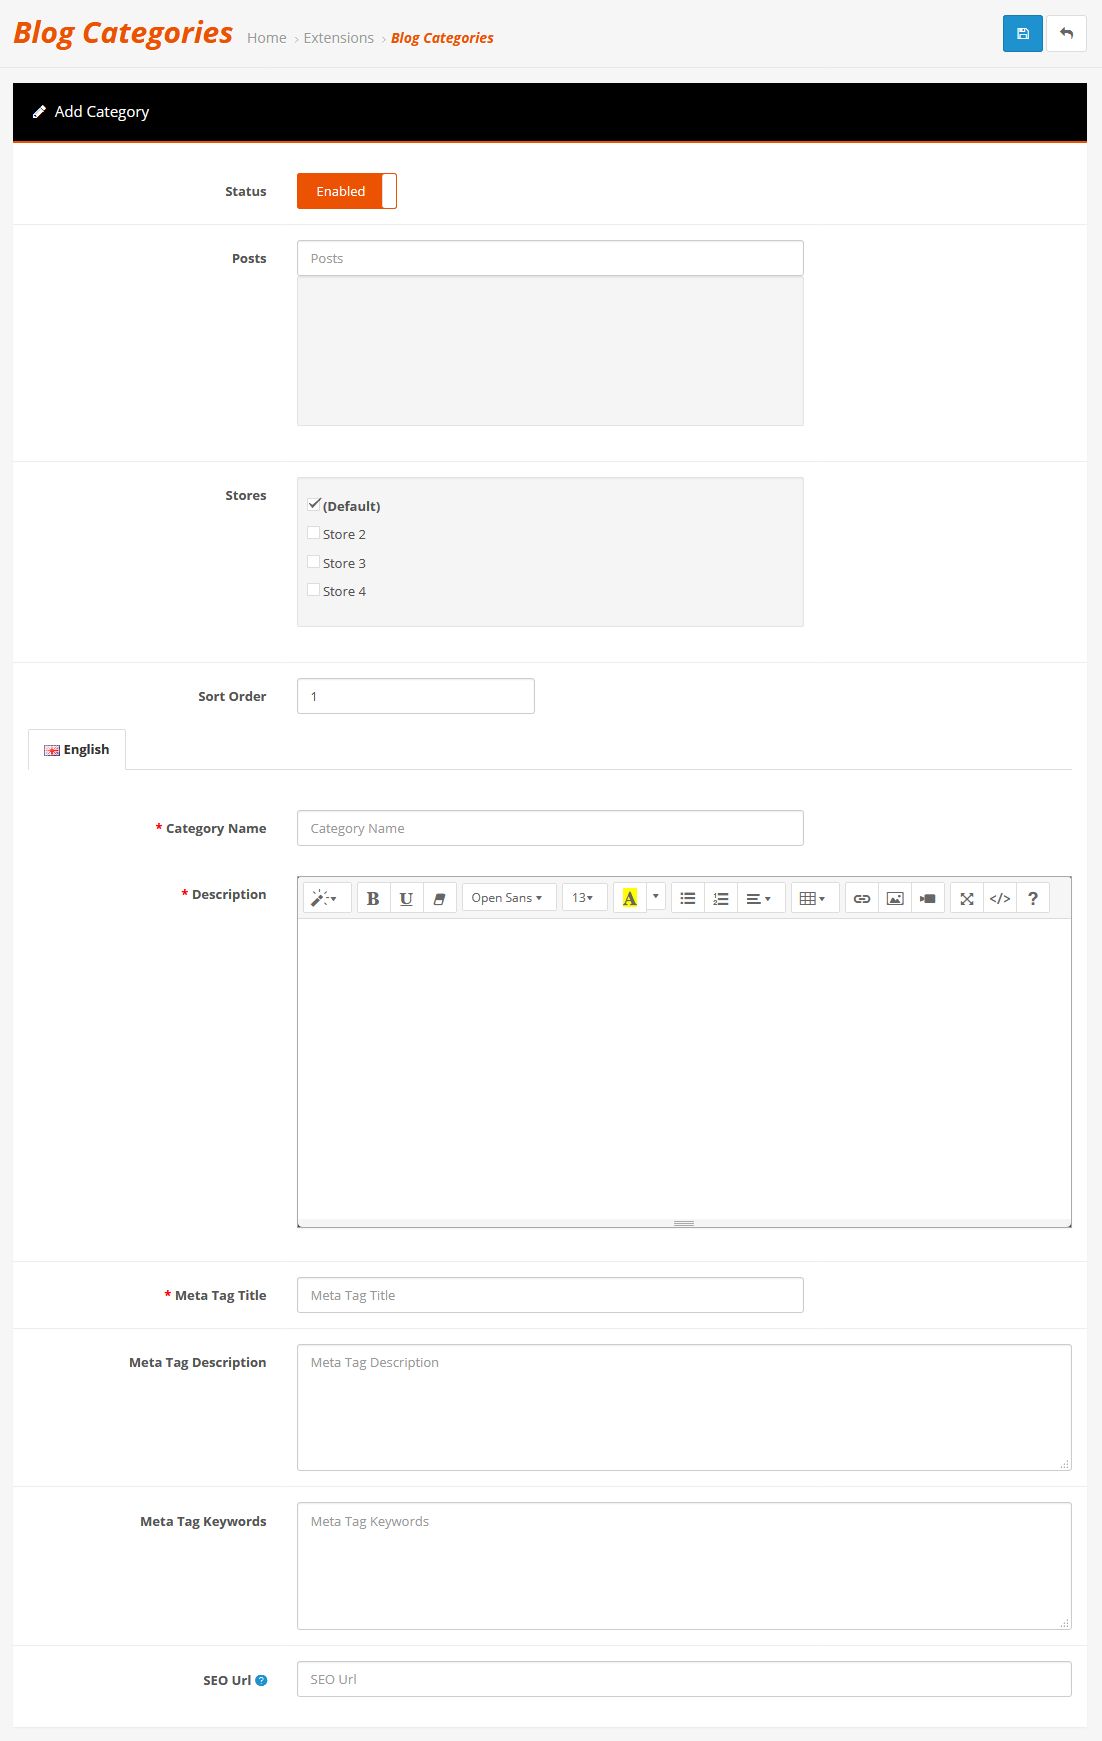 Blog Categories Home › Extensions › Blog Categories
Add Category
Status Enabled
Posts Posts
Stores (Default)
Store 2
Store 3
Store 4
Sort Order 1
English
* Category Name Category Name
* Description B U Open Sans 13 A </> ?
* Meta Tag Title Meta Tag Title
Meta Tag Description Meta Tag Description
Meta Tag Keywords Meta Tag Keywords
SEO Url ? SEO Url